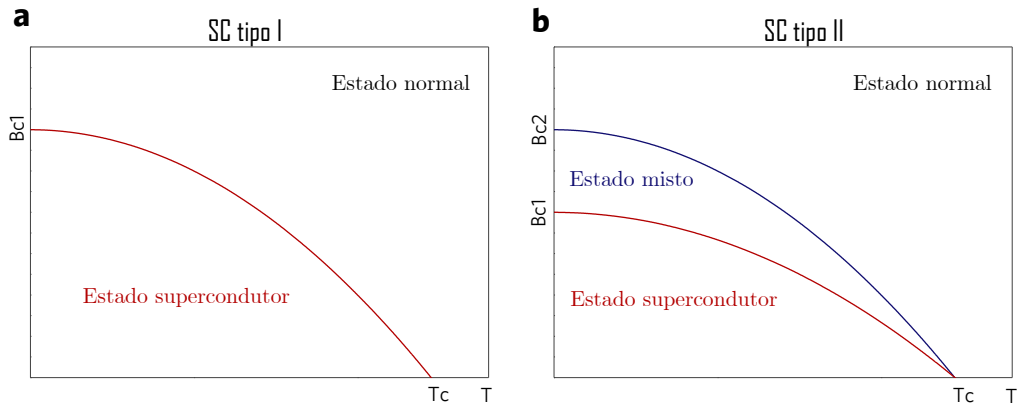 a
SC tipo I
Estado normal
Bc1
Estado supercondutor
Tc
T
b
SC tipo II
Estado normal
Bc2
Estado misto
Bc1
Estado supercondutor
Tc
T